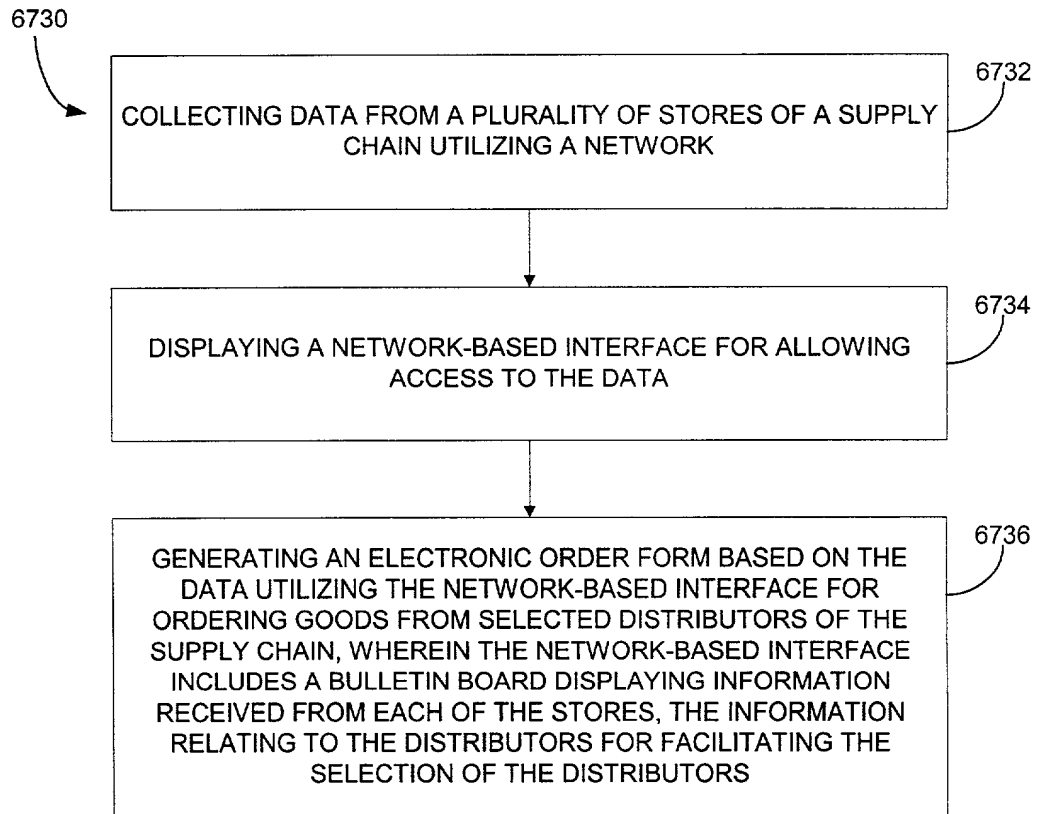 6730
6732
COLLECTING DATA FROM A PLURALITY OF STORES OF A SUPPLY
CHAIN UTILIZING A NETWORK
6734
DISPLAYING A NETWORK-BASED INTERFACE FOR ALLOWING
ACCESS TO THE DATA
6736
GENERATING AN ELECTRONIC ORDER FORM BASED ON THE
DATA UTILIZING THE NETWORK-BASED INTERFACE FOR
ORDERING GOODS FROM SELECTED DISTRIBUTORS OF THE
SUPPLY CHAIN, WHEREIN THE NETWORK-BASED INTERFACE
INCLUDES A BULLETIN BOARD DISPLAYING INFORMATION
RECEIVED FROM EACH OF THE STORES, THE INFORMATION
RELATING TO THE DISTRIBUTORS FOR FACILITATING THE
SELECTION OF THE DISTRIBUTORS